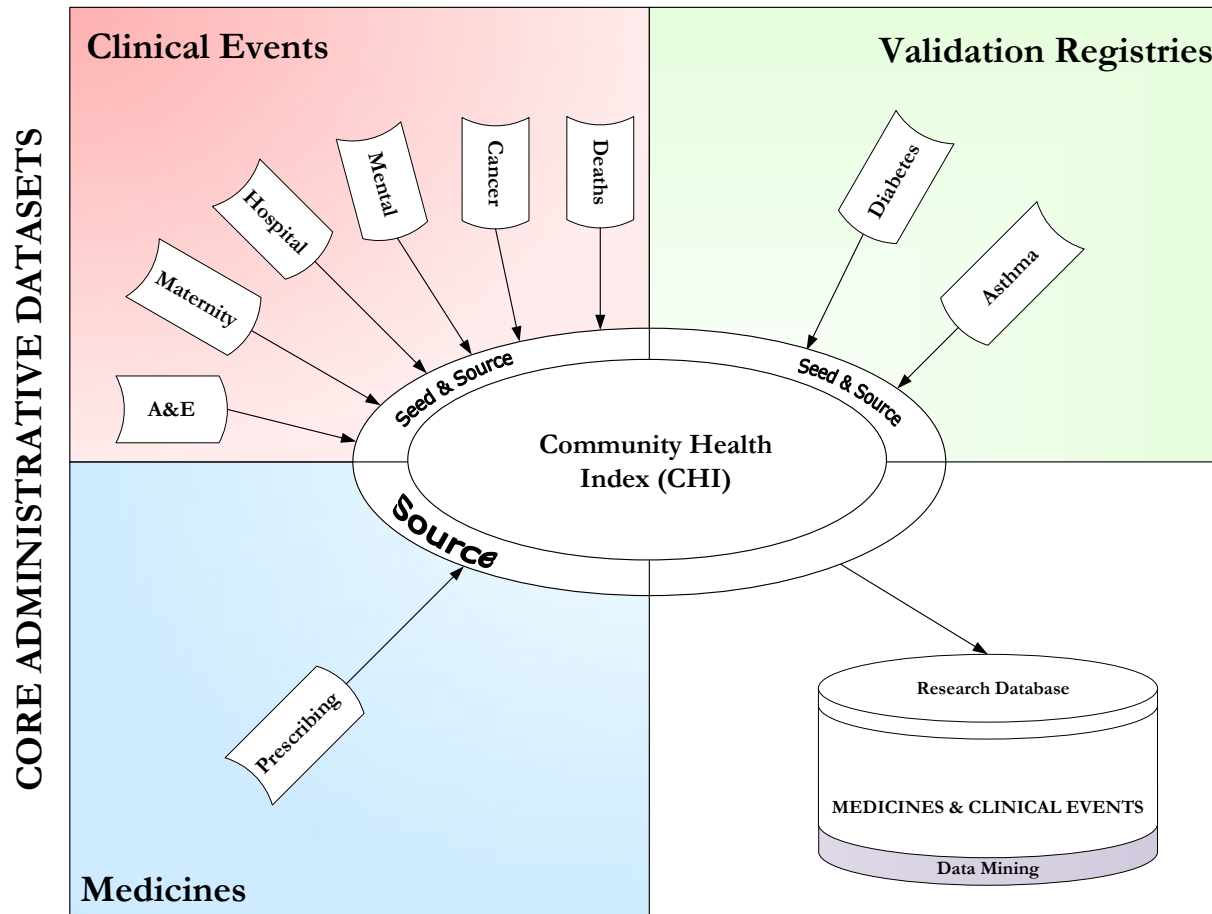 CORE ADMINISTRATIVE DATASETS
Clinical Events
Validation Registries
Deaths
Cancer
Mental
Hospital
Maternity
A&E
Diabetes
Asthma
Seed & Source
Seed & Source
Community Health
Index (CHI)
Source
Prescribing
Medicines
Research Database
MEDICINES & CLINICAL EVENTS
Data Mining